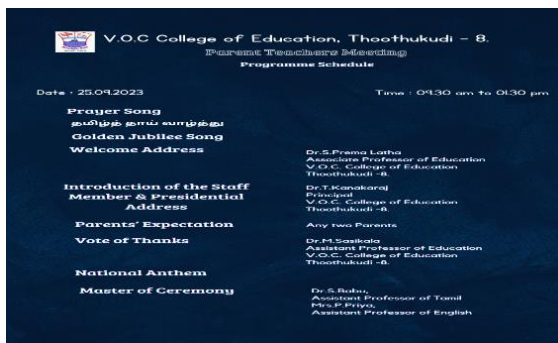 V.O.C College of Education, Thoothukudi - 8.
Parent Teachers Meeting
Programme Schedule
Date : 25.09.2023
Time : 09.30 am to 01.30 pm
Prayer Song
தமிழ்த் தாய் வாழ்த்து
Golden Jubilee Song
Welcome Address
Dr.S.Prema Latha
Associate Professor of Education
V.O.C. College of Education
Thoothukudi -8.
Introduction of the Staff
Member & Presidential
Address
Dr.T.Kanakaraj
Principal
V.O.C. College of Education
Thoothukudi -8.
Parents' Expectation
Any two Parents
Vote of Thanks
Dr.M.Sasikala
Assistant Professor of Education
V.O.C. College of Education
Thoothukudi -8.
National Anthem
Master of Ceremony
Dr.S.Babu,
Assistant Professor of Tamil
Mrs.P.Priya,
Assistant Professor of English